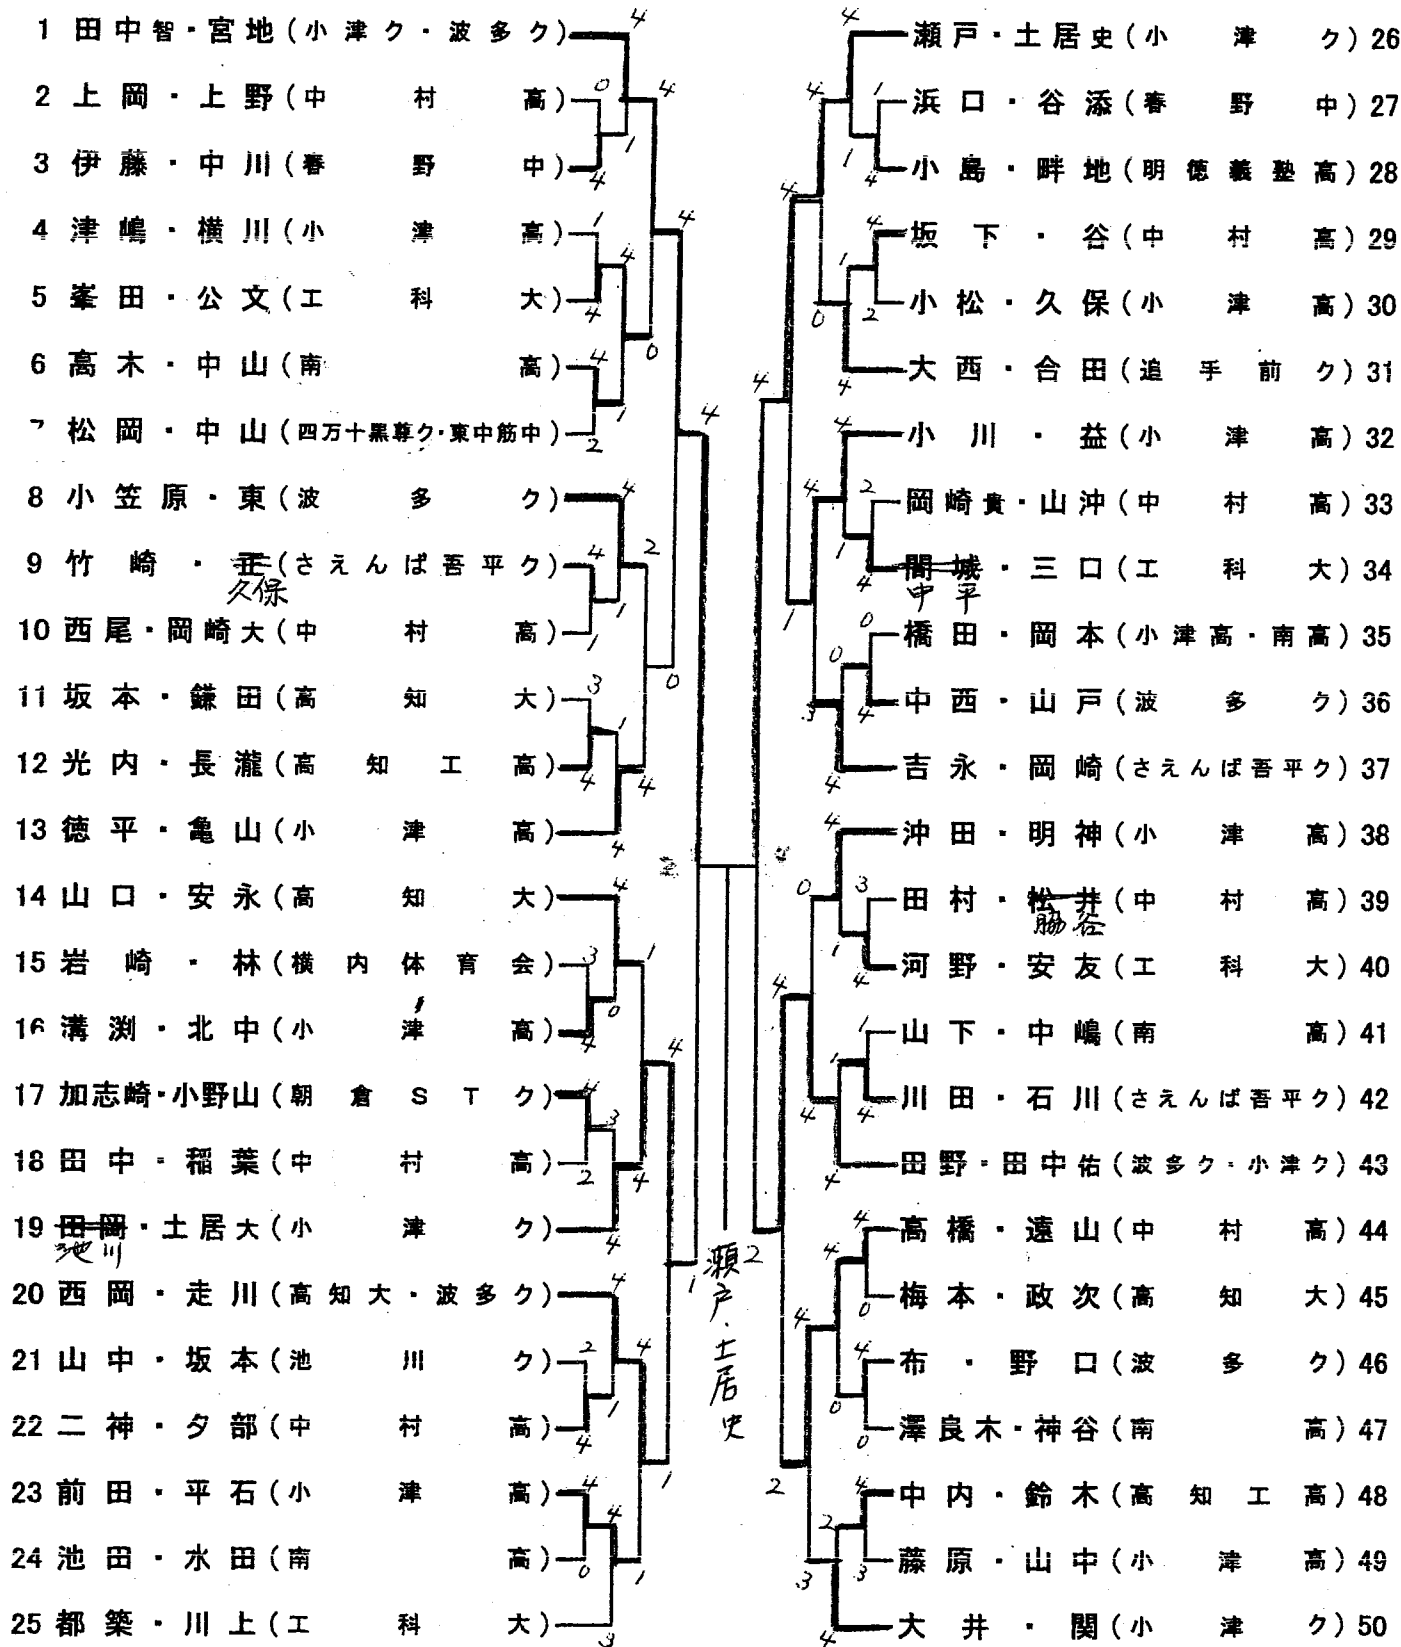 1 田中智・宮地(小津ク・波多ク)
2 上岡・上野(中村高)
3 伊藤・中川(春野中)
4 津嶋・横川(小津高)
5 峯田・公文(工科大)
6 高木・中山(南高)
7 松岡・中山(四万十黒尊ク・東中筋中)
8 小笠原・東(波多ク)
9 竹崎・正(さえんば吾平ク)
久保
10 西尾・岡崎大(中村高)
11 坂本・鎌田(高知大)
12 光内・長瀧(高知工高)
13 徳平・亀山(小津高)
14 山口・安永(高知大)
15 岩崎・林(横内体育会)
16 溝渕・北中(小津高)
17 加志崎・小野山(朝倉STク)
18 田中・稲葉(中村高)
19 田岡・土居大(小津ク)
池川
20 西岡・走川(高知大・波多ク)
21 山中・坂本(池川ク)
22 二神・夕部(中村高)
23 前田・平石(小津高)
24 池田・水田(南高)
25 都築・川上(工科大)
瀬戸・土居史
瀬戸・土居史(小津ク)26
浜口・谷添(春野中)27
小島・畔地(明徳義塾高)28
坂下・谷(中村高)29
小松・久保(小津高)30
大西・合田(追手前ク)31
小川・益(小津高)32
岡崎貴・山沖(中村高)33
間城・三口(工科大)34
中平
橋田・岡本(小津高・南高)35
中西・山戸(波多ク)36
吉永・岡崎(さえんば吾平ク)37
沖田・明神(小津高)38
田村・松井(中村高)39
脇谷
河野・安友(工科大)40
山下・中嶋(南高)41
川田・石川(さえんば吾平ク)42
田野・田中佑(波多ク・小津ク)43
高橋・遠山(中村高)44
梅本・政次(高知大)45
布・野口(波多ク)46
澤良木・神谷(南高)47
中内・鈴木(高知工高)48
藤原・山中(小津高)49
大井・関(小津ク)50